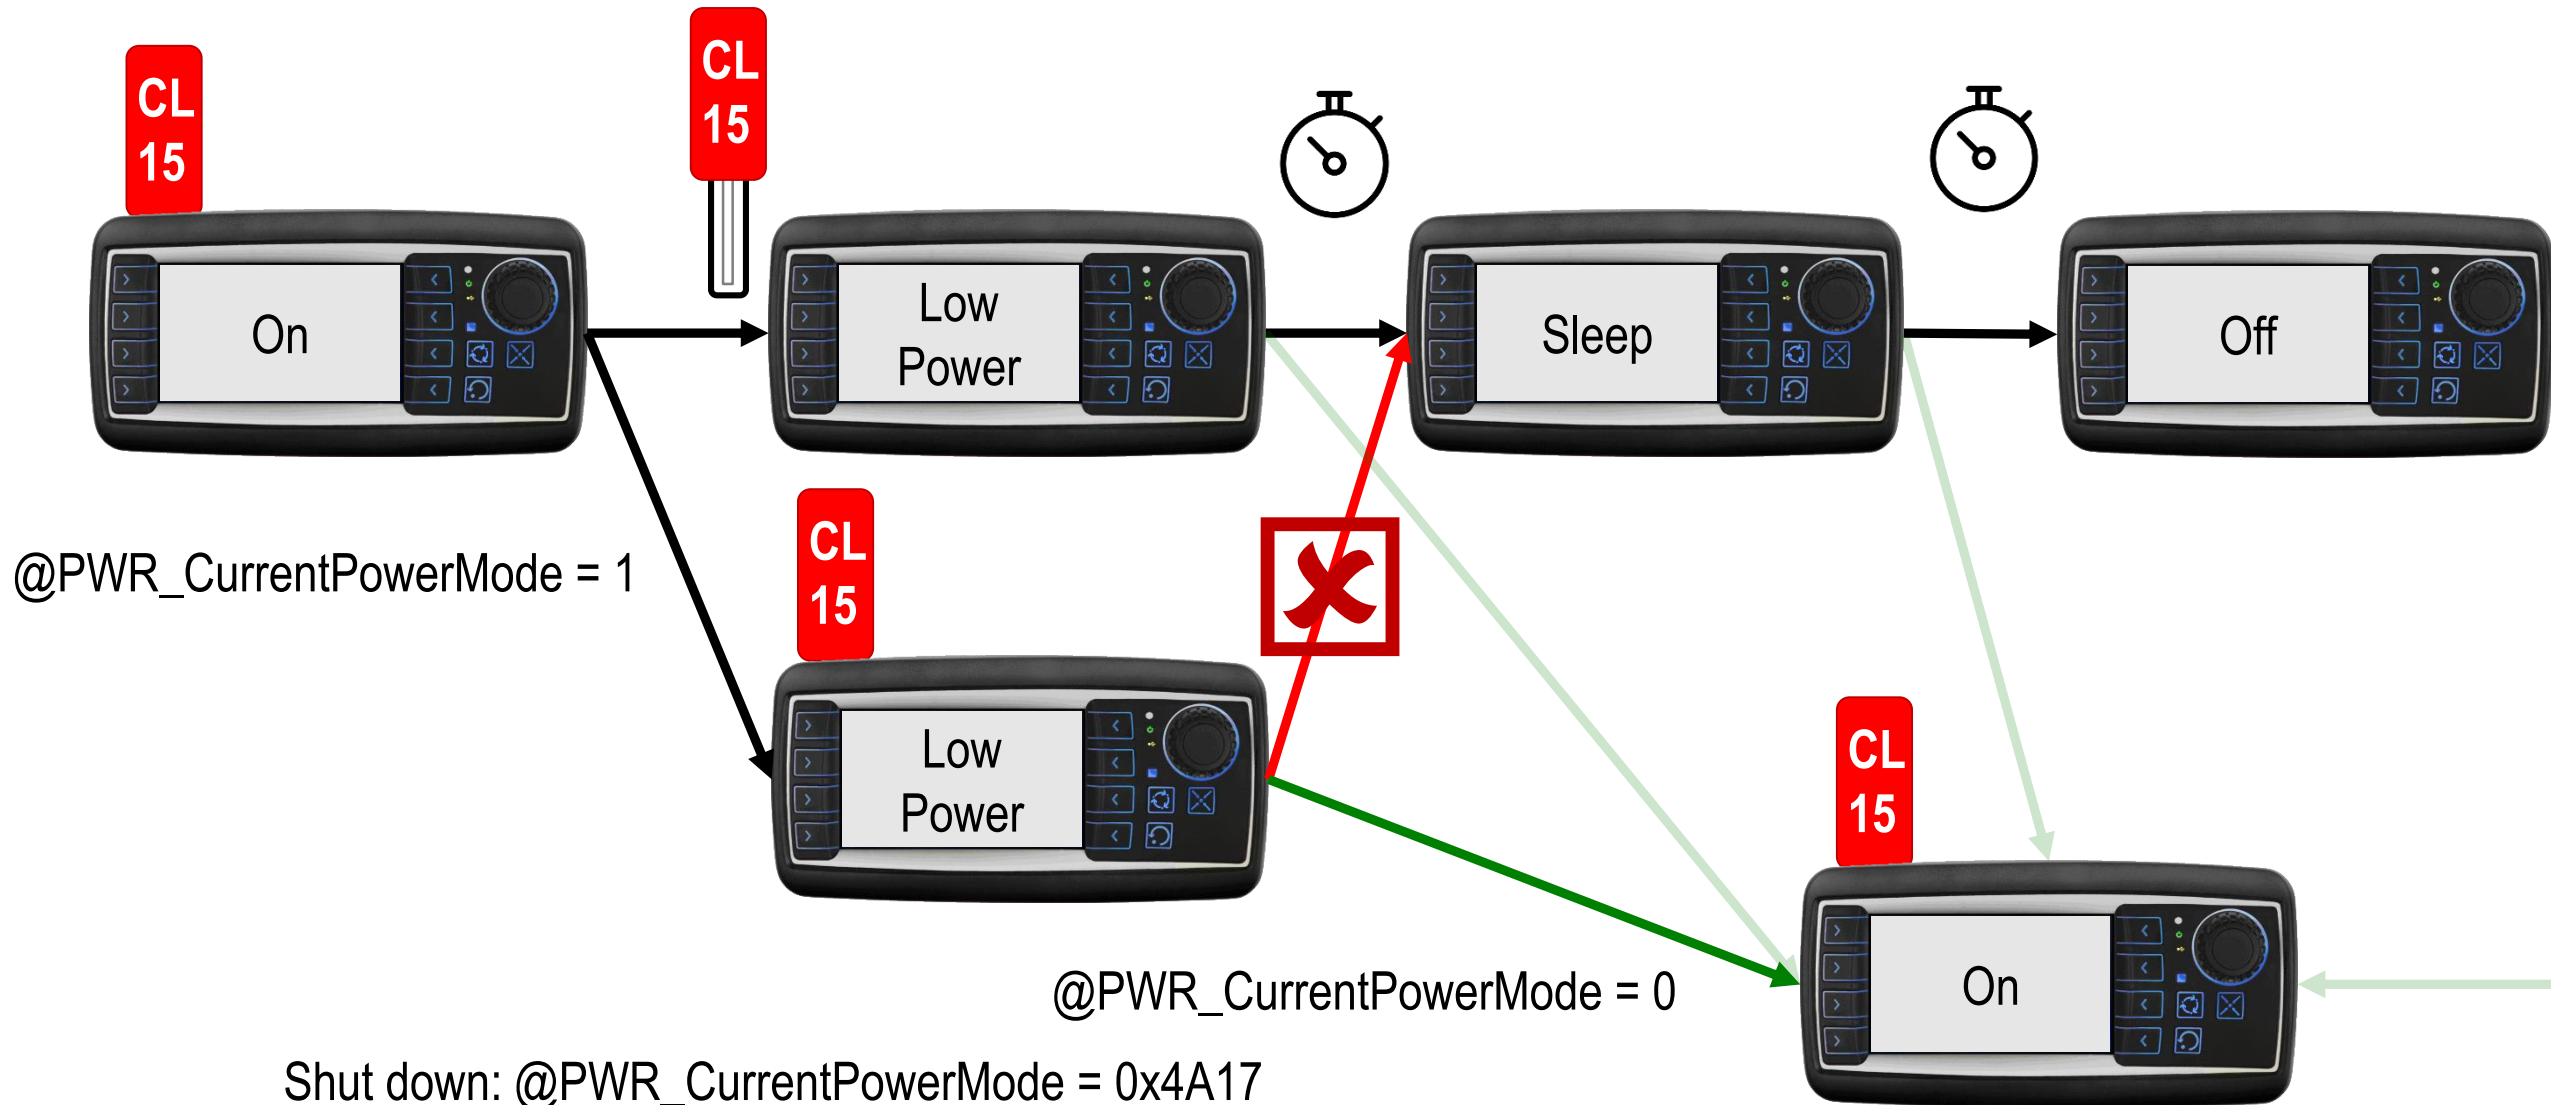 CL
15
CL
15
On
Low
Power
Sleep
Off
@PWR_CurrentPowerMode = 1
CL
15
Low
Power
CL
15
On
@PWR_CurrentPowerMode = 0
Shut down: @PWR_CurrentPowerMode = 0x4A17